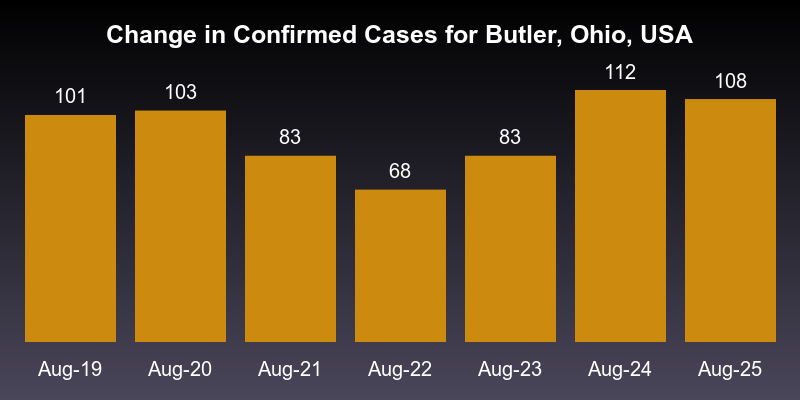 Change in Confirmed Cases for Butler, Ohio, USA
101 103 83 68 83 112 108
Aug-19 Aug-20 Aug-21 Aug-22 Aug-23 Aug-24 Aug-25